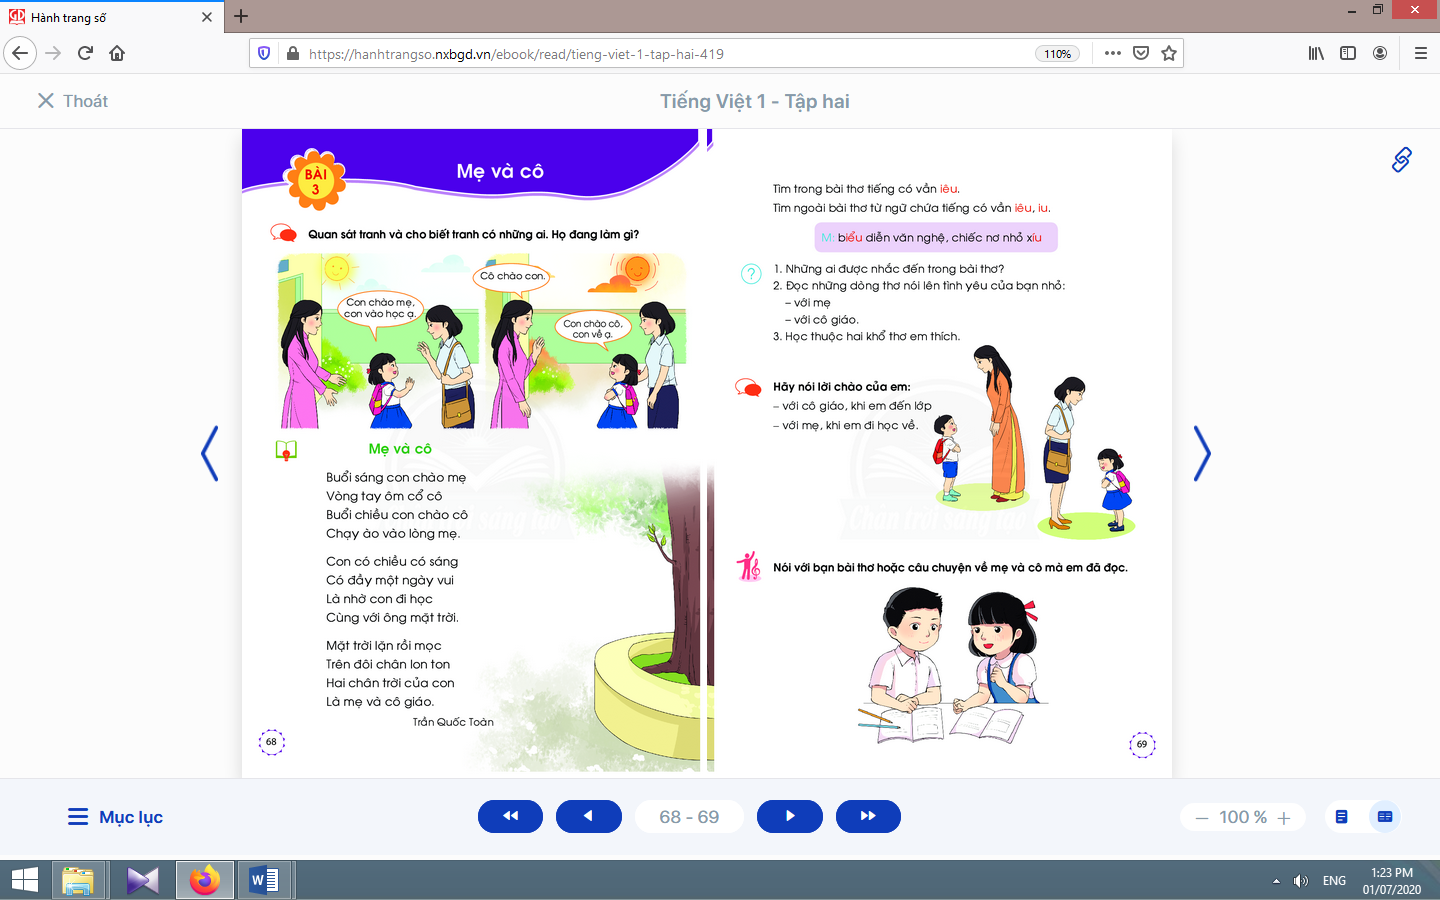 Hành trang số
https://hanhtrangso.nxbgd.vn/ebook/read/tieng-viet-1-tap-hai-419
110%
Thoát
Tiếng Việt 1 - Tập hai
BÀI
3
Mẹ và cô
Quan sát tranh và cho biết tranh có những ai. Họ đang làm gì?
Con chào mẹ,
con vào học ạ.
Cô chào con.
Con chào cô,
con về ạ.
Mẹ và cô
Buổi sáng con chào mẹ
Vòng tay ôm cổ cô
Buổi chiều con chào cô
Chạy ào vào lòng mẹ.
Con có chiều có sáng
Có đầy một ngày vui
Là nhờ con đi học
Cùng với ông mặt trời.
Mặt trời lặn rồi mọc
Trên đôi chân lon ton
Hai chân trời của con
Là mẹ và cô giáo.
Trần Quốc Toàn
68
Tìm trong bài thơ tiếng có vần iêu.
Tìm ngoài bài thơ từ ngữ chứa tiếng có vần iêu, iu.
M: biểu diễn văn nghệ, chiếc nơ nhỏ xíu
?
1. Những ai được nhắc đến trong bài thơ?
2. Đọc những dòng thơ nói lên tình yêu của bạn nhỏ:
– với mẹ
– với cô giáo.
3. Học thuộc hai khổ thơ em thích.
Hãy nói lời chào của em:
– với cô giáo, khi em đến lớp
– với mẹ, khi em đi học về.
Chân trời sáng tạo
Nói với bạn bài thơ hoặc câu chuyện về mẹ và cô mà em đã đọc.
69
Mục lục
68 - 69
100 %
ENG
1:23 PM
01/07/2020